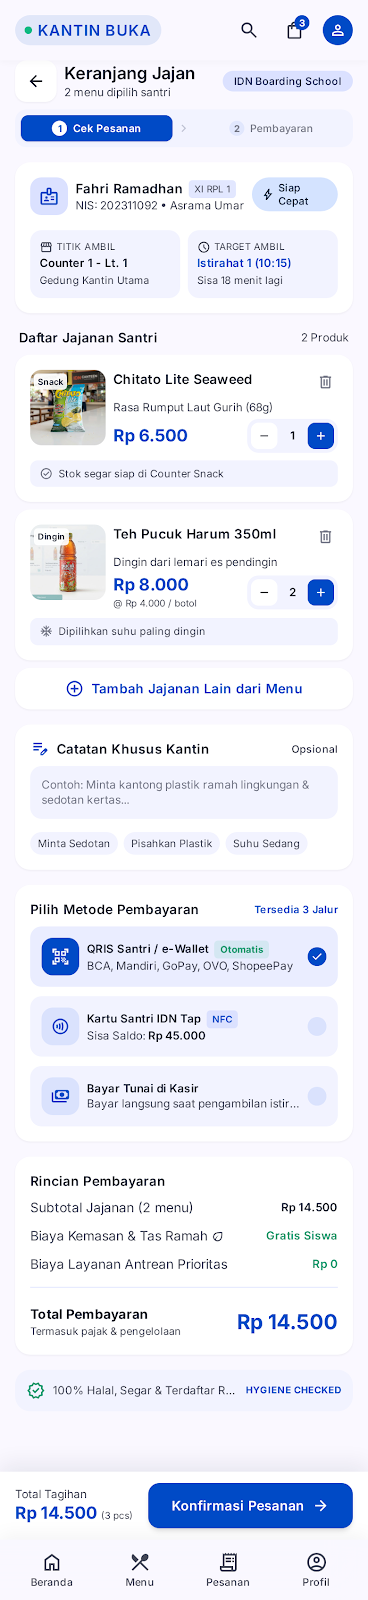 KANTIN BUKA
3
Keranjang Jajan
2 menu dipilih santri
IDN Boarding School
1 Cek Pesanan
2 Pembayaran
Fahri Ramadhan XI RPL 1
NIS: 202311092 • Asrama Umar
Siap
Cepat
TITIK AMBIL
Counter 1 - Lt. 1
Gedung Kantin Utama
TARGET AMBIL
Istirahat 1 (10:15)
Sisa 18 menit lagi
Daftar Jajanan Santri
2 Produk
Snack
Chitato Lite Seaweed
Rasa Rumput Laut Gurih (68g)
Rp 6.500
− 1 +
Stok segar siap di Counter Snack
Dingin
Teh Pucuk Harum 350ml
Dingin dari lemari es pendingin
Rp 8.000
@ Rp 4.000 / botol
− 2 +
Dipilihkan suhu paling dingin
Tambah Jajanan Lain dari Menu
Catatan Khusus Kantin
Opsional
Contoh: Minta kantong plastik ramah lingkungan &
sedotan kertas...
Minta Sedotan
Pisahkan Plastik
Suhu Sedang
Pilih Metode Pembayaran
Tersedia 3 Jalur
QRIS Santri / e-Wallet Otomatis
BCA, Mandiri, GoPay, OVO, ShopeePay
Kartu Santri IDN Tap NFC
Sisa Saldo: Rp 45.000
Bayar Tunai di Kasir
Bayar langsung saat pengambilan istir...
Rincian Pembayaran
Subtotal Jajanan (2 menu) Rp 14.500
Biaya Kemasan & Tas Ramah Gratis Siswa
Biaya Layanan Antrean Prioritas Rp 0
Total Pembayaran
Termasuk pajak & pengelolaan
Rp 14.500
100% Halal, Segar & Terdaftar R... HYGIENE CHECKED
Total Tagihan
Rp 14.500 (3 pcs)
Konfirmasi Pesanan
Beranda
Menu
Pesanan
Profil